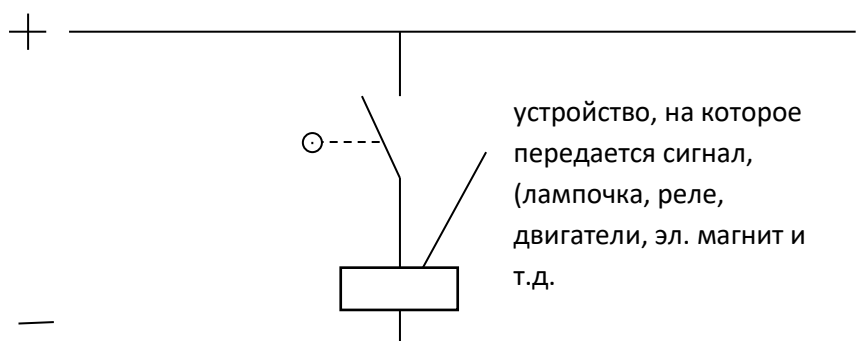 +
устройство, на которое
передается сигнал,
(лампочка, реле,
двигатели, эл. магнит и
т.д.
—